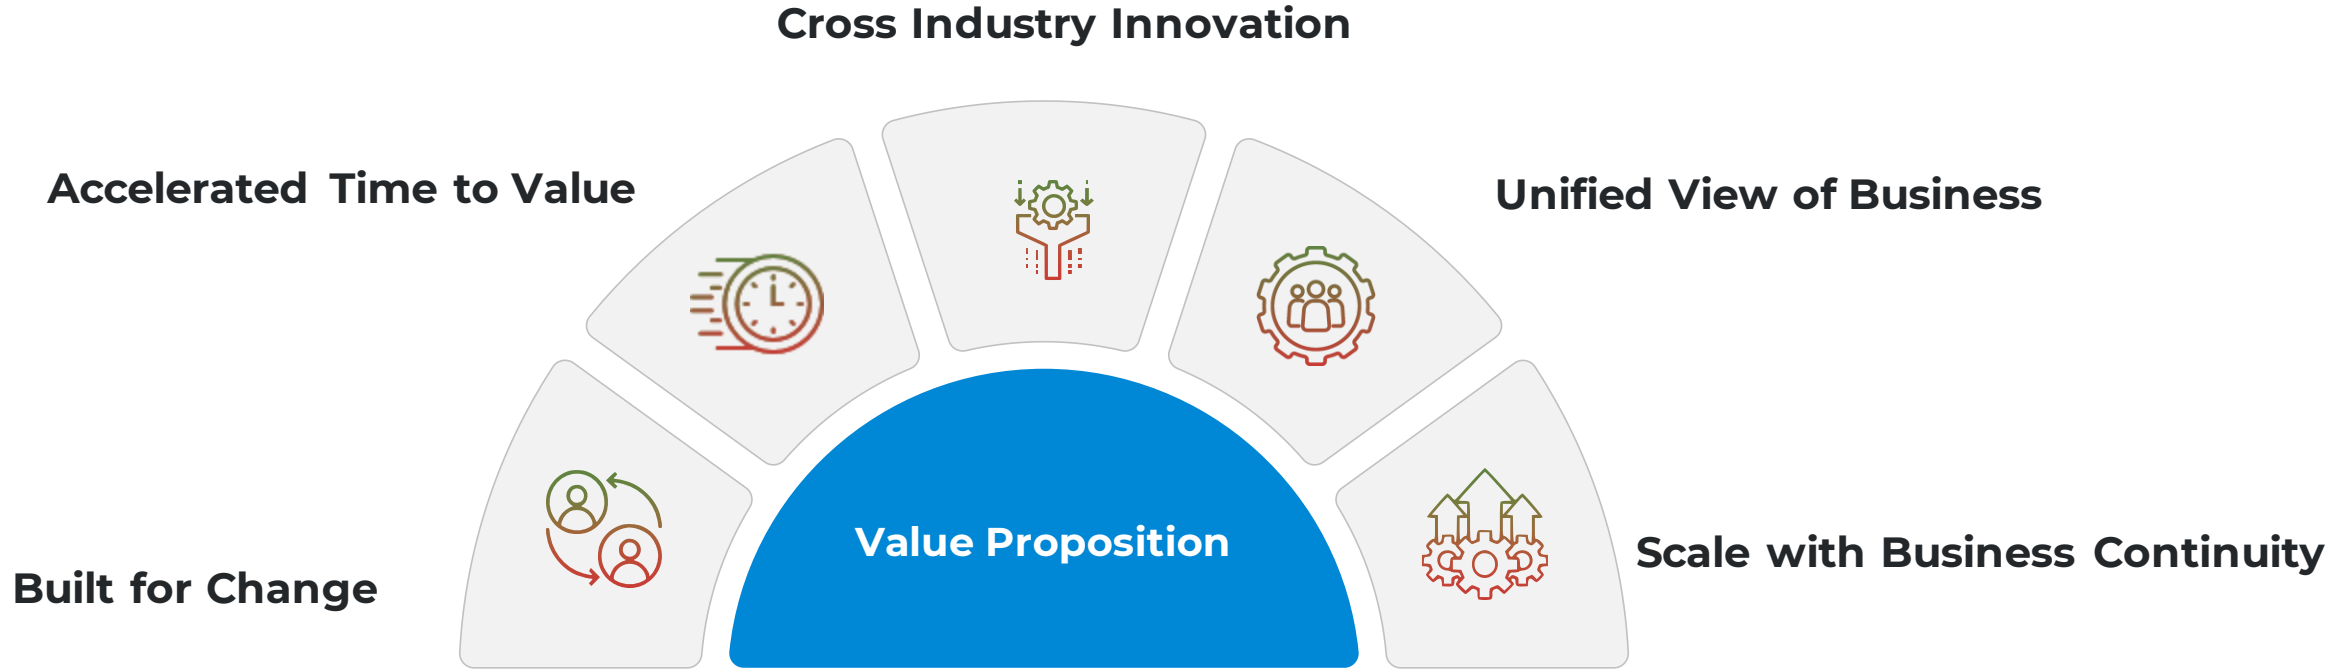 Cross Industry Innovation
Accelerated Time to Value
Unified View of Business
Value Proposition
Scale with Business Continuity
Built for Change